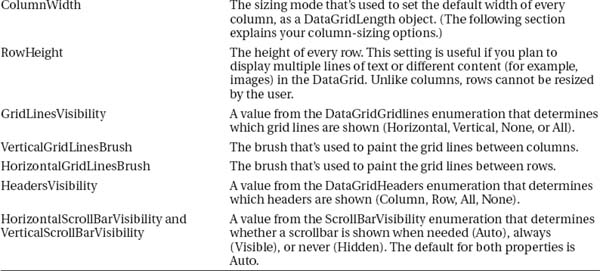 ColumnWidth The sizing mode that's used to set the default width of every
column, as a DataGridLength object. (The following section
explains your column-sizing options.)
RowHeight The height of every row. This setting is useful if you plan to
display multiple lines of text or different content (for example,
images) in the DataGrid. Unlike columns, rows cannot be resized
by the user.
GridLinesVisibility A value from the DataGridGridlines enumeration that determines
which grid lines are shown (Horizontal, Vertical, None, or All).
VerticalGridLinesBrush The brush that's used to paint the grid lines between columns.
HorizontalGridLinesBrush The brush that's used to paint the grid lines between rows.
HeadersVisibility A value from the DataGridHeaders enumeration that determines
which headers are shown (Column, Row, All, None).
HorizontalScrollBarVisibility and A value from the ScrollBarVisibility enumeration that determines
VerticalScrollBarVisibility whether a scrollbar is shown when needed (Auto), always
(Visible), or never (Hidden). The default for both properties is
Auto.